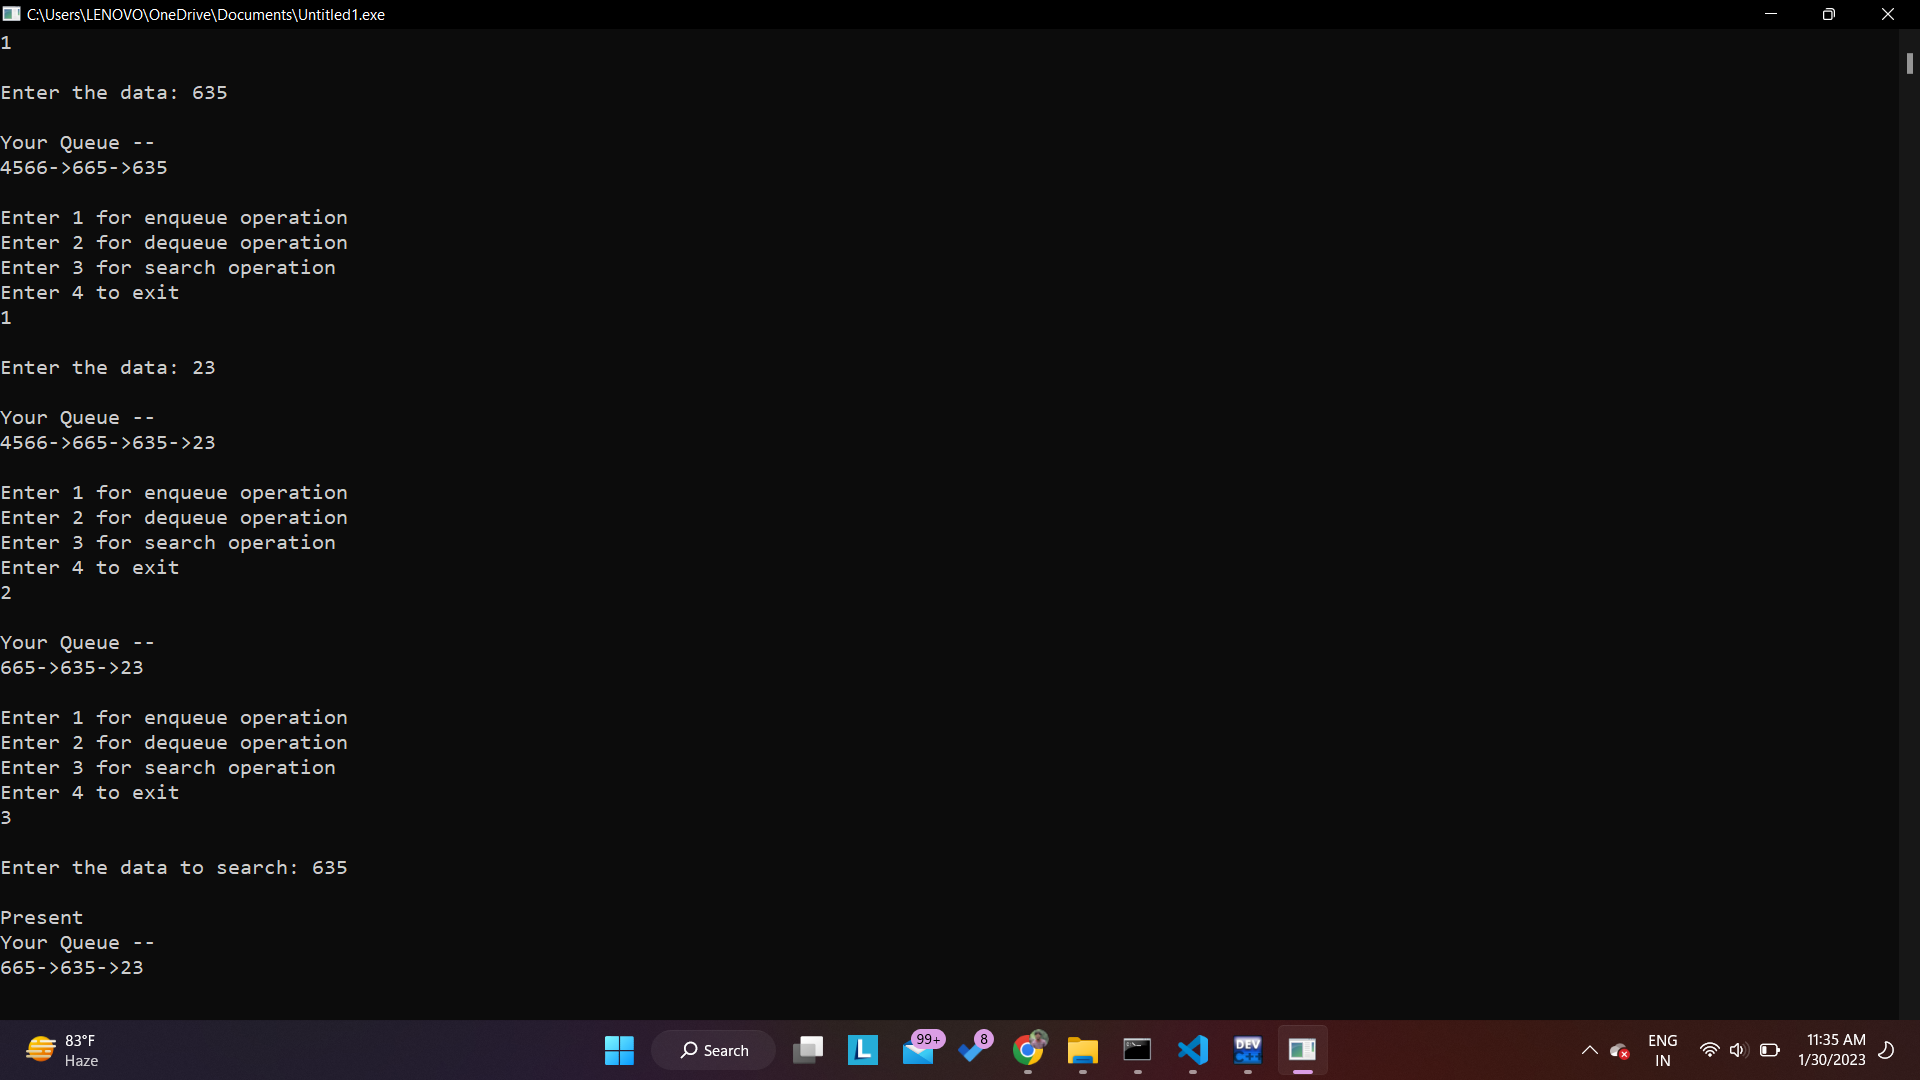 C:\Users\LENOVO\OneDrive\Documents\Untitled1.exe
1
Enter the data: 635
Your Queue --
4566->665->635
Enter 1 for enqueue operation
Enter 2 for dequeue operation
Enter 3 for search operation
Enter 4 to exit
1
Enter the data: 23
Your Queue --
4566->665->635->23
Enter 1 for enqueue operation
Enter 2 for dequeue operation
Enter 3 for search operation
Enter 4 to exit
2
Your Queue --
665->635->23
Enter 1 for enqueue operation
Enter 2 for dequeue operation
Enter 3 for search operation
Enter 4 to exit
3
Enter the data to search: 635
Present
Your Queue --
665->635->23
83°F
Haze
Search
L
99+
8
DEV
C++
ENG
IN
11:35 AM
1/30/2023